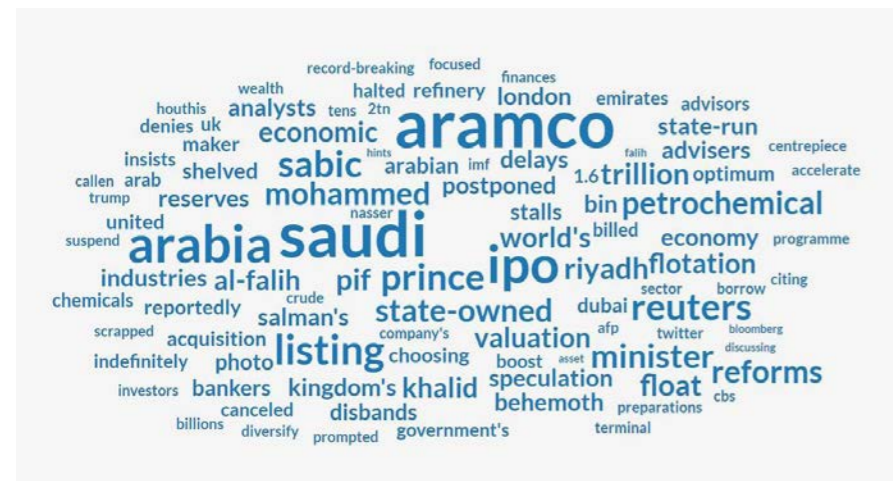 record-breaking focused
finances
wealth halted refinery london emirates advisors
houthis analysts tens 2tn aramco
denies uk economic state-run
maker hints falih advisers centrepiece
insists shelved sabic arabian imf delays
callen arab 1.6 trillion optimum accelerate
trump reserves mohammed postponed
nasser stalls bin petrochemical
united saudi world's billed economy programme
suspend arabia ipo
industries al-falih pif prince riyadh flotation
sector borrow citing
chemicals reportedly crude state-owned dubai reuters
salman's
scrapped acquisition company's valuation afp twitter bloomberg
indefinitely photo listing choosing boost asset minister discussing
speculation float reforms
investors bankers kingdom's khalid behemoth preparations cbs
canceled disbands
billions diversify prompted government's terminal